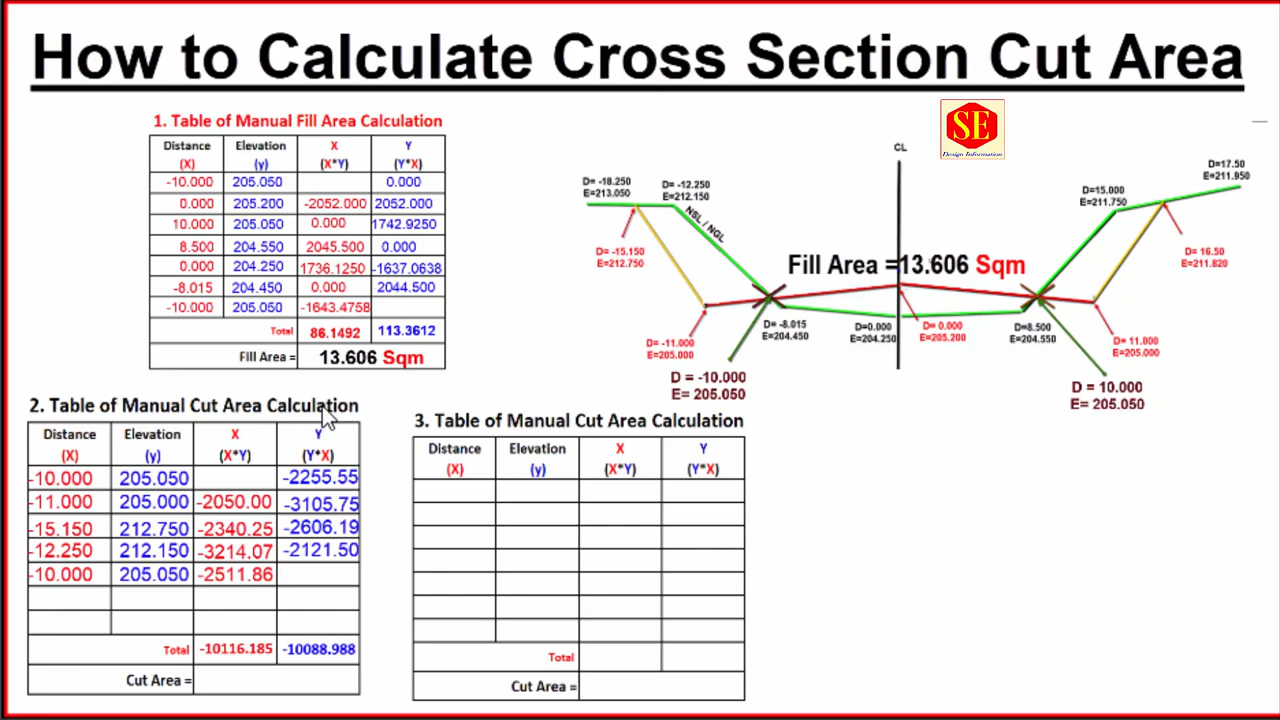 How to Calculate Cross Section Cut Area
1. Table of Manual Fill Area Calculation
Distance (X) Elevation (y) X (X*Y) Y (Y*X)
-10.000 205.050 0.000
0.000 205.200 -2052.000 2052.000
10.000 205.050 0.000 1742.9250
8.500 204.550 2045.500 0.000
0.000 204.250 1736.1250 -1637.0638
-8.015 204.450 0.000 2044.500
-10.000 205.050 -1643.4758
Total 86.1492 113.3612
Fill Area = 13.606 Sqm
SE
Design Information
CL
D= -18.250
E=213.050
D= -12.250
E=212.150
NSL / NGL
D= -15.150
E=212.750
D= -11.000
E=205.000
D= -8.015
E=204.450
D = -10.000
E= 205.050
Fill Area =13.606 Sqm
D=0.000
E=204.250
D= 0.000
E=205.200
D=8.500
E=204.550
D=15.000
E=211.750
D=17.50
E=211.950
D= 16.50
E=211.820
D= 11.000
E=205.000
D = 10.000
E= 205.050
2. Table of Manual Cut Area Calculation
Distance (X) Elevation (y) X (X*Y) Y (Y*X)
-10.000 205.050 -2255.55
-11.000 205.000 -2050.00 -3105.75
-15.150 212.750 -2340.25 -2606.19
-12.250 212.150 -3214.07 -2121.50
-10.000 205.050 -2511.86
Total -10116.185 -10088.988
Cut Area =
3. Table of Manual Cut Area Calculation
Distance (X) Elevation (y) X (X*Y) Y (Y*X)
Total
Cut Area =